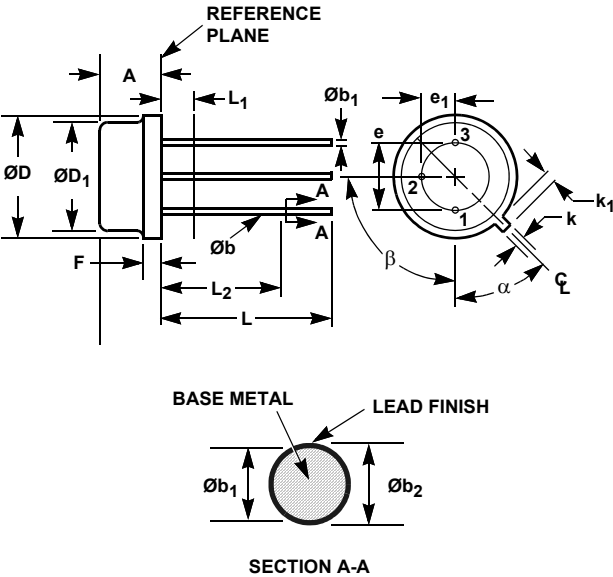 REFERENCE
PLANE
A
L1
Øb1
e1
e
3
2
1
ØD
ØD1
A
A
k1
k
Øb
F
β
α
L2
L
CL
BASE METAL
LEAD FINISH
Øb1
Øb2
SECTION A-A